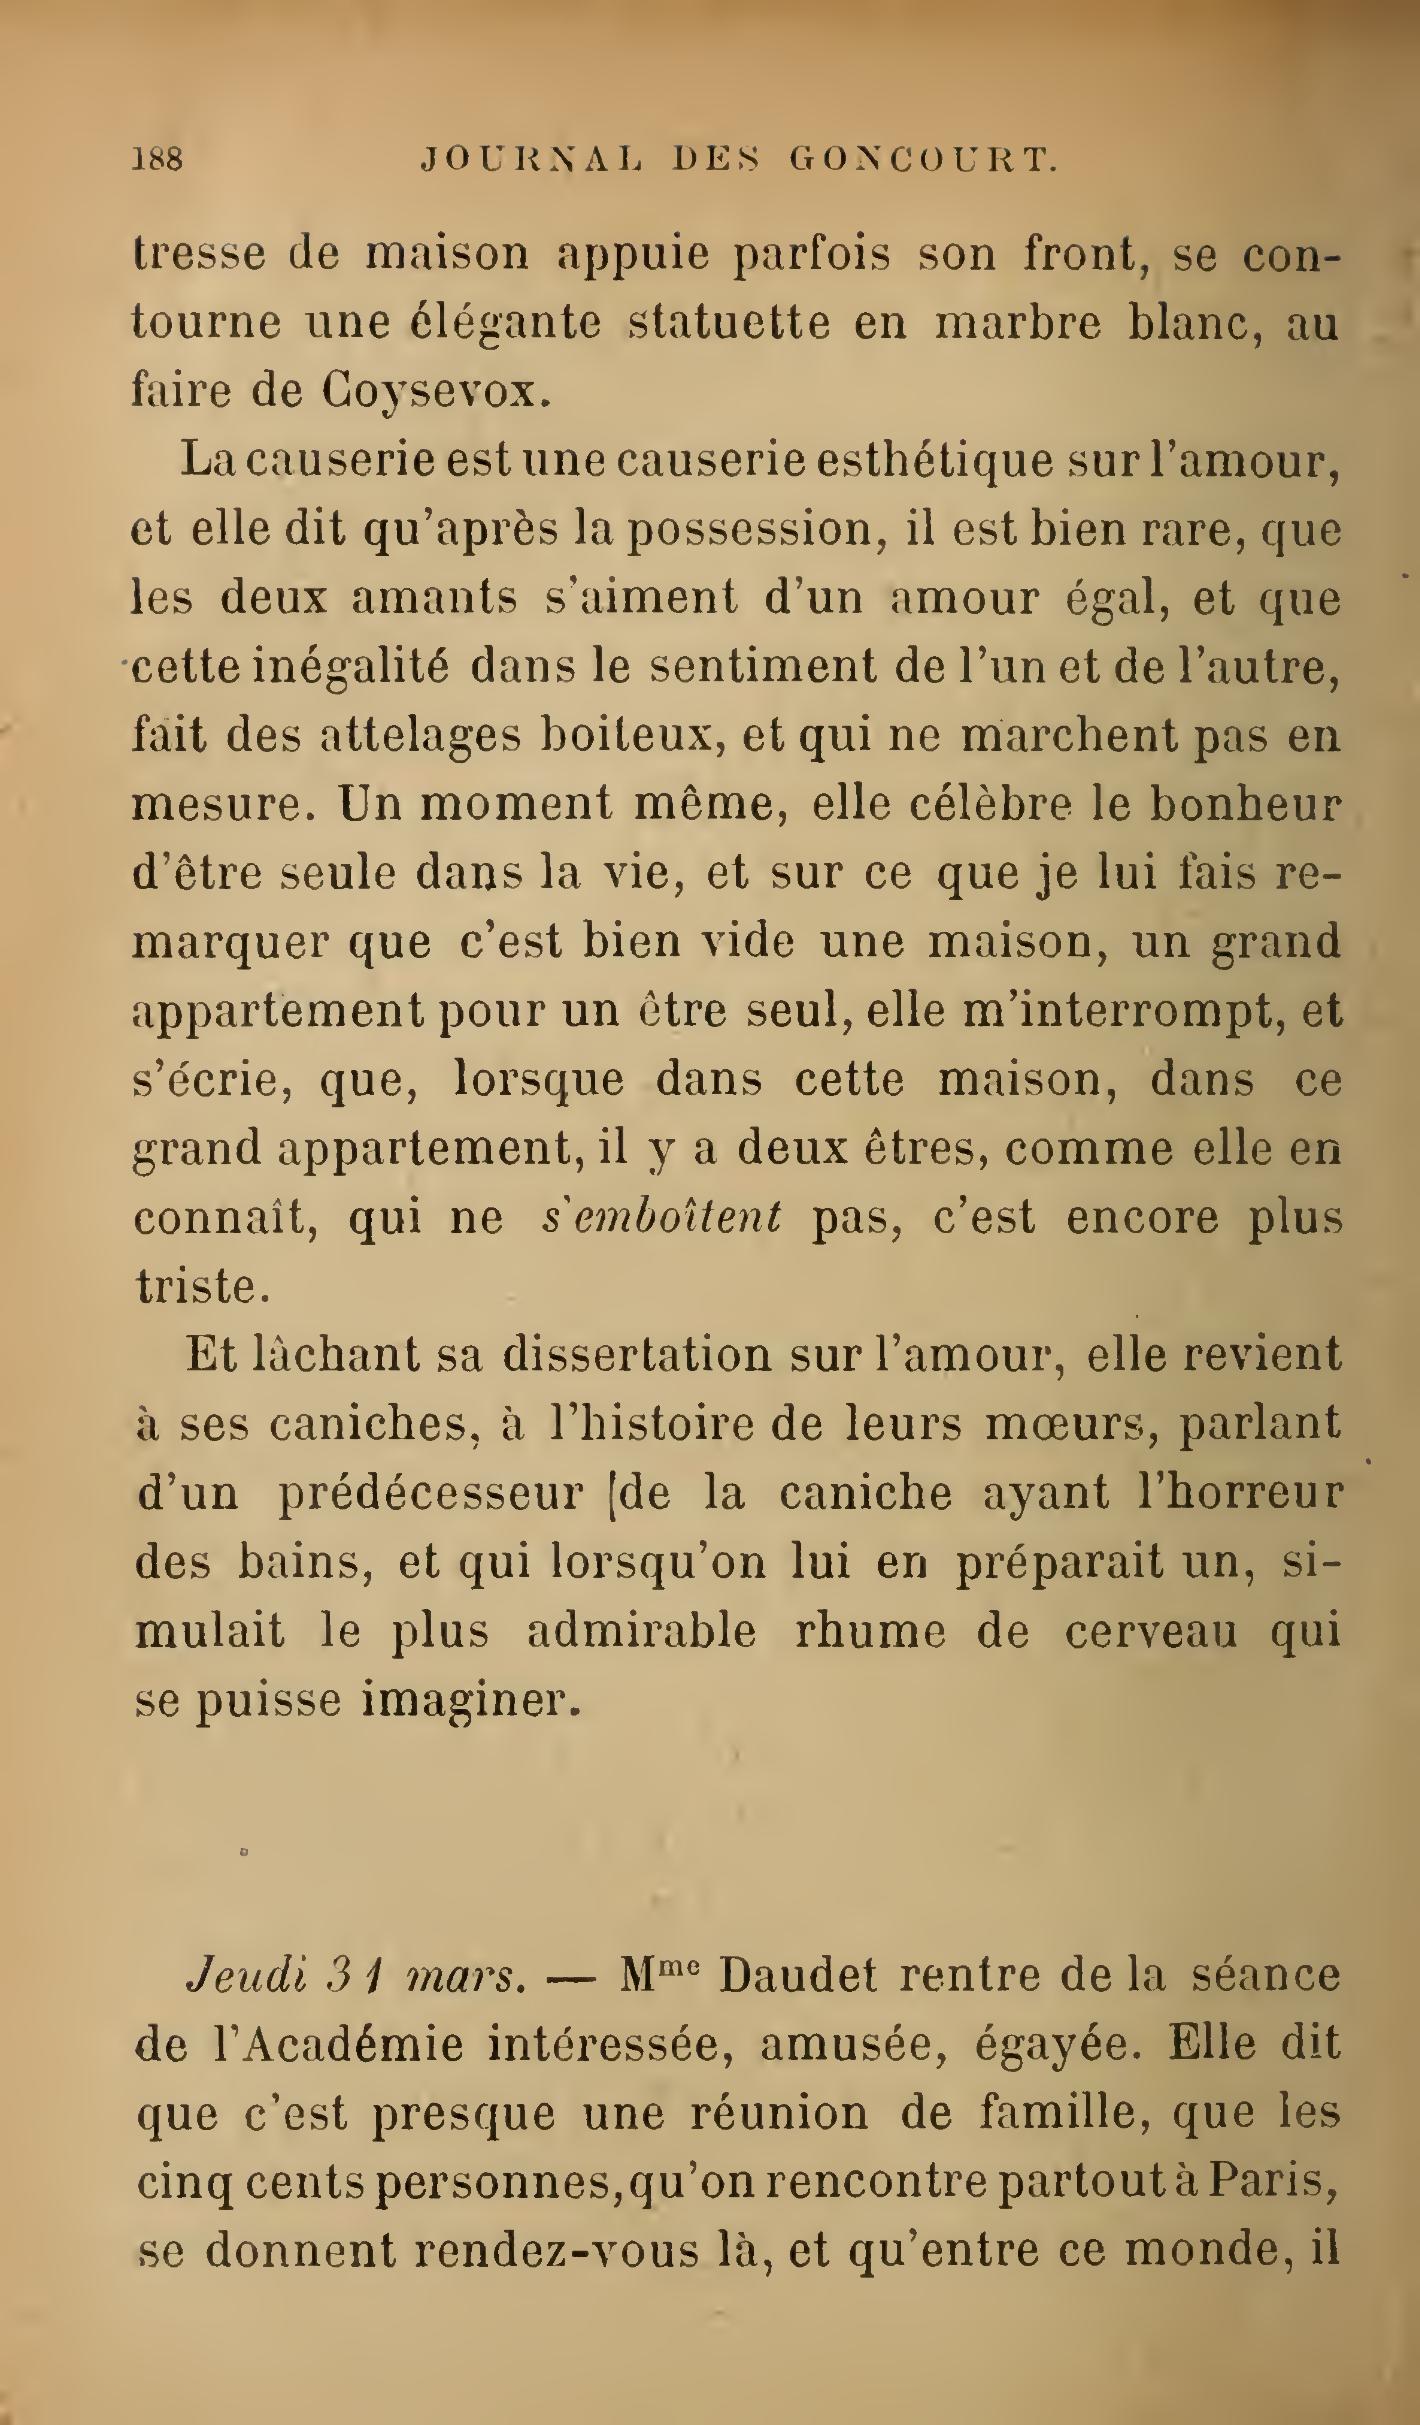 188 JOURNAL DES GONCOURT.
tresse de maison appuie parfois son front, se con-
tourne une élégante statuette en marbre blanc, au
faire de Coysevox.
La causerie est une causerie esthétique sur l'amour,
et elle dit qu'après la possession, il est bien rare, que
les deux amants s'aiment d'un amour égal, et que
cette inégalité dans le sentiment de l'un et de l'autre,
fait des attelages boiteux, et qui ne marchent pas en
mesure. Un moment même, elle célèbre le bonheur
d'être seule dans la vie, et sur ce que je lui fais re-
marquer que c'est bien vide une maison, un grand
appartement pour un être seul, elle m'interrompt, et
s'écrie, que, lorsque dans cette maison, dans ce
grand appartement, il y a deux êtres, comme elle en
connaît, qui ne s'emboîtent pas, c'est encore plus
triste.
Et lâchant sa dissertation sur l'amour, elle revient
à ses caniches, à l'histoire de leurs mœurs, parlant
d'un prédécesseur [de la caniche ayant l'horreur
des bains, et qui lorsqu'on lui en préparait un, si-
mulait le plus admirable rhume de cerveau qui
se puisse imaginer.
Jeudi 31 mars. — Mme Daudet rentre de la séance
de l'Académie intéressée, amusée, égayée. Elle dit
que c'est presque une réunion de famille, que les
cinq cents personnes, qu'on rencontre partout à Paris,
se donnent rendez-vous là, et qu'entre ce monde, il